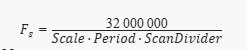 F_s = 32 000 000 / Scale · Period · ScanDivider